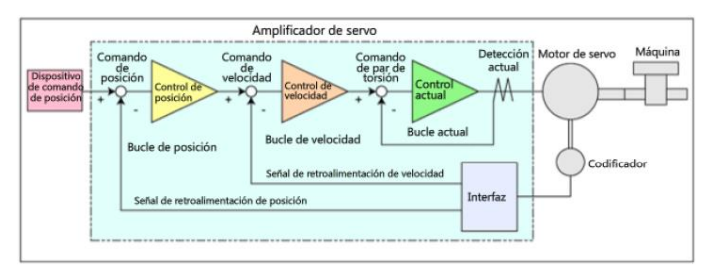 Amplificador de servo
Dispositivo
de comando
de posición
Comando
de
posición
Control de
posición
Comando
de
velocidad
Control de
velocidad
Comando
de par de
torsión
Control
actual
Detección
actual
Motor de servo
Máquina
+
-
+
-
+
-
Bucle de posición
Bucle de velocidad
Bucle actual
Señal de retroalimentación de velocidad
Señal de retroalimentación de posición
Interfaz
Codificador